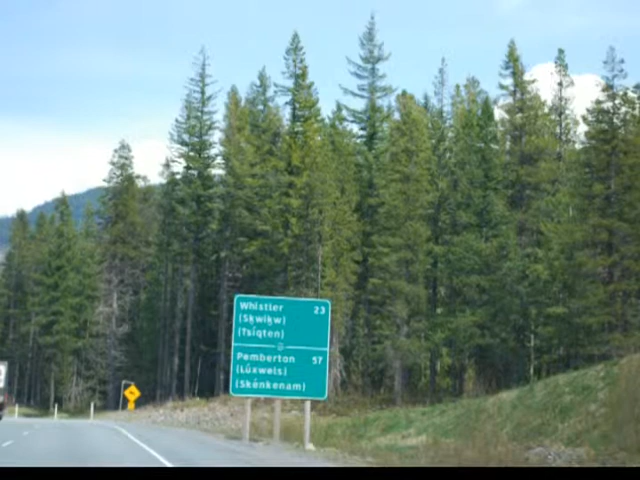 Whistler 23
(Sḵwiḵw)
(Tsíqten)
Pemberton 57
(Lúxwels)
(Skénkenam)